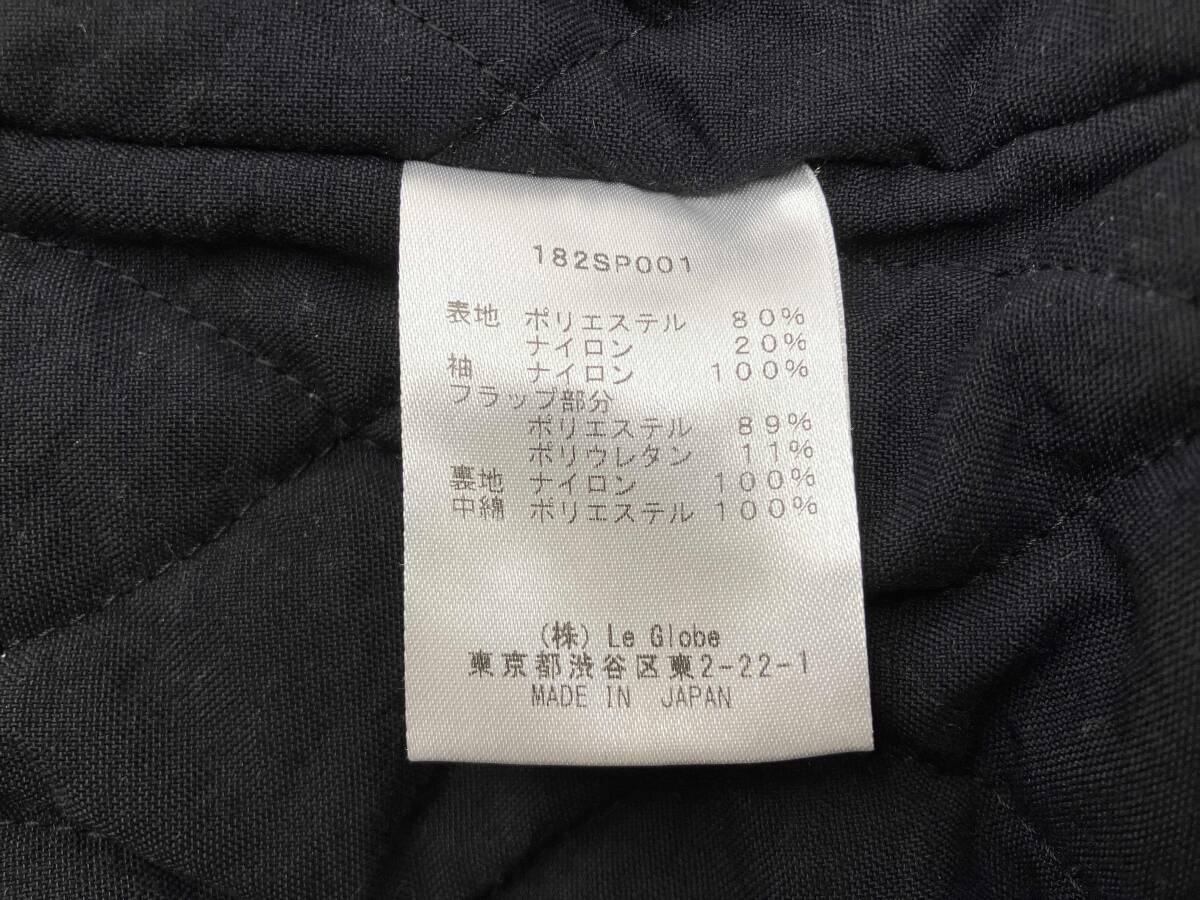 182SP001
表地 ポリエステル 80%
ナイロン 20%
袖 ナイロン 100%
フラップ部分
ポリエステル 89%
ポリウレタン 11%
裏地 ナイロン 100%
中綿 ポリエステル 100%
(株) Le Globe
東京都渋谷区東2-22-1
MADE IN JAPAN